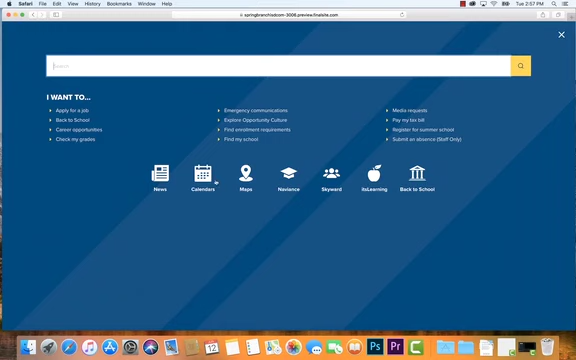 Safari File Edit View History Bookmarks Window Help Tue 2:57 PM
springbranchisdcom-3006.preview.finalsite.com
Search
I WANT TO...
Apply for a job Emergency communications Media requests
Back to School Explore Opportunity Culture Pay my tax bill
Career opportunities Find enrollment requirements Register for summer school
Check my grades Find my school Submit an absence (Staff Only)
News Calendars Maps Naviance Skyward itsLearning Back to School
12
Ps Pr